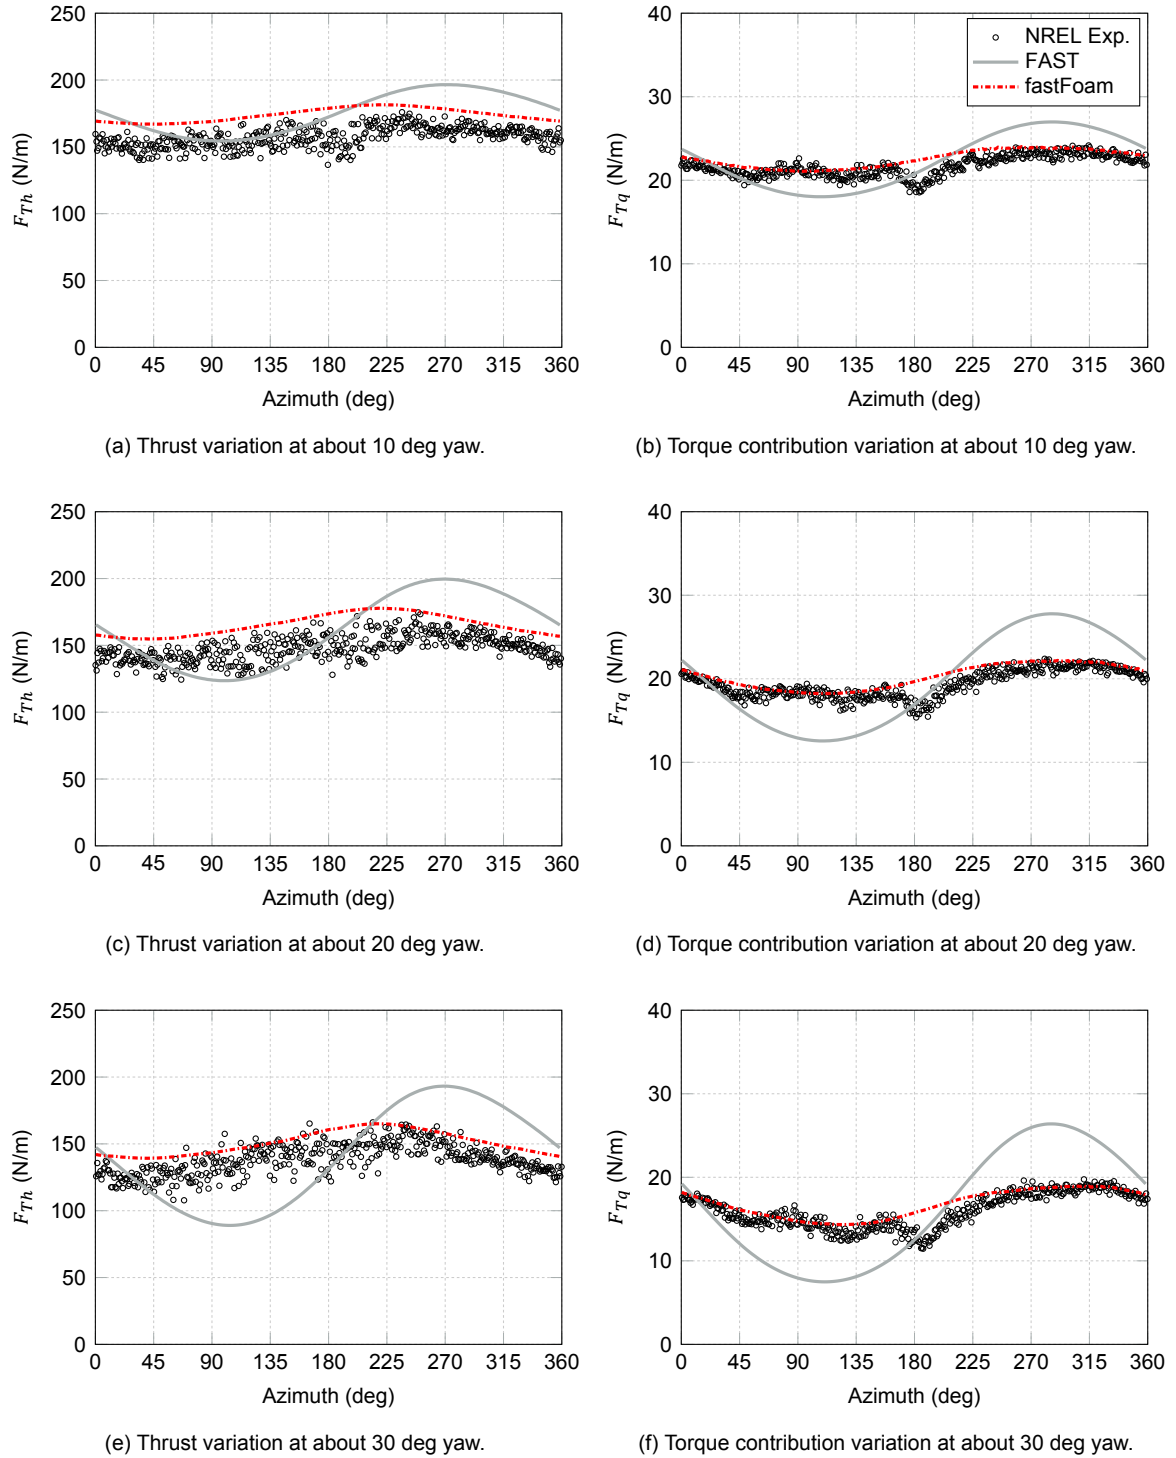 250
200
150
100
50
0
F_Th (N/m)
0 45 90 135 180 225 270 315 360
Azimuth (deg)
(a) Thrust variation at about 10 deg yaw.
40
30
20
10
0
F_Tq (N/m)
NREL Exp.
FAST
fastFoam
0 45 90 135 180 225 270 315 360
Azimuth (deg)
(b) Torque contribution variation at about 10 deg yaw.
250
200
150
100
50
0
F_Th (N/m)
0 45 90 135 180 225 270 315 360
Azimuth (deg)
(c) Thrust variation at about 20 deg yaw.
40
30
20
10
0
F_Tq (N/m)
0 45 90 135 180 225 270 315 360
Azimuth (deg)
(d) Torque contribution variation at about 20 deg yaw.
250
200
150
100
50
0
F_Th (N/m)
0 45 90 135 180 225 270 315 360
Azimuth (deg)
(e) Thrust variation at about 30 deg yaw.
40
30
20
10
0
F_Tq (N/m)
0 45 90 135 180 225 270 315 360
Azimuth (deg)
(f) Torque contribution variation at about 30 deg yaw.